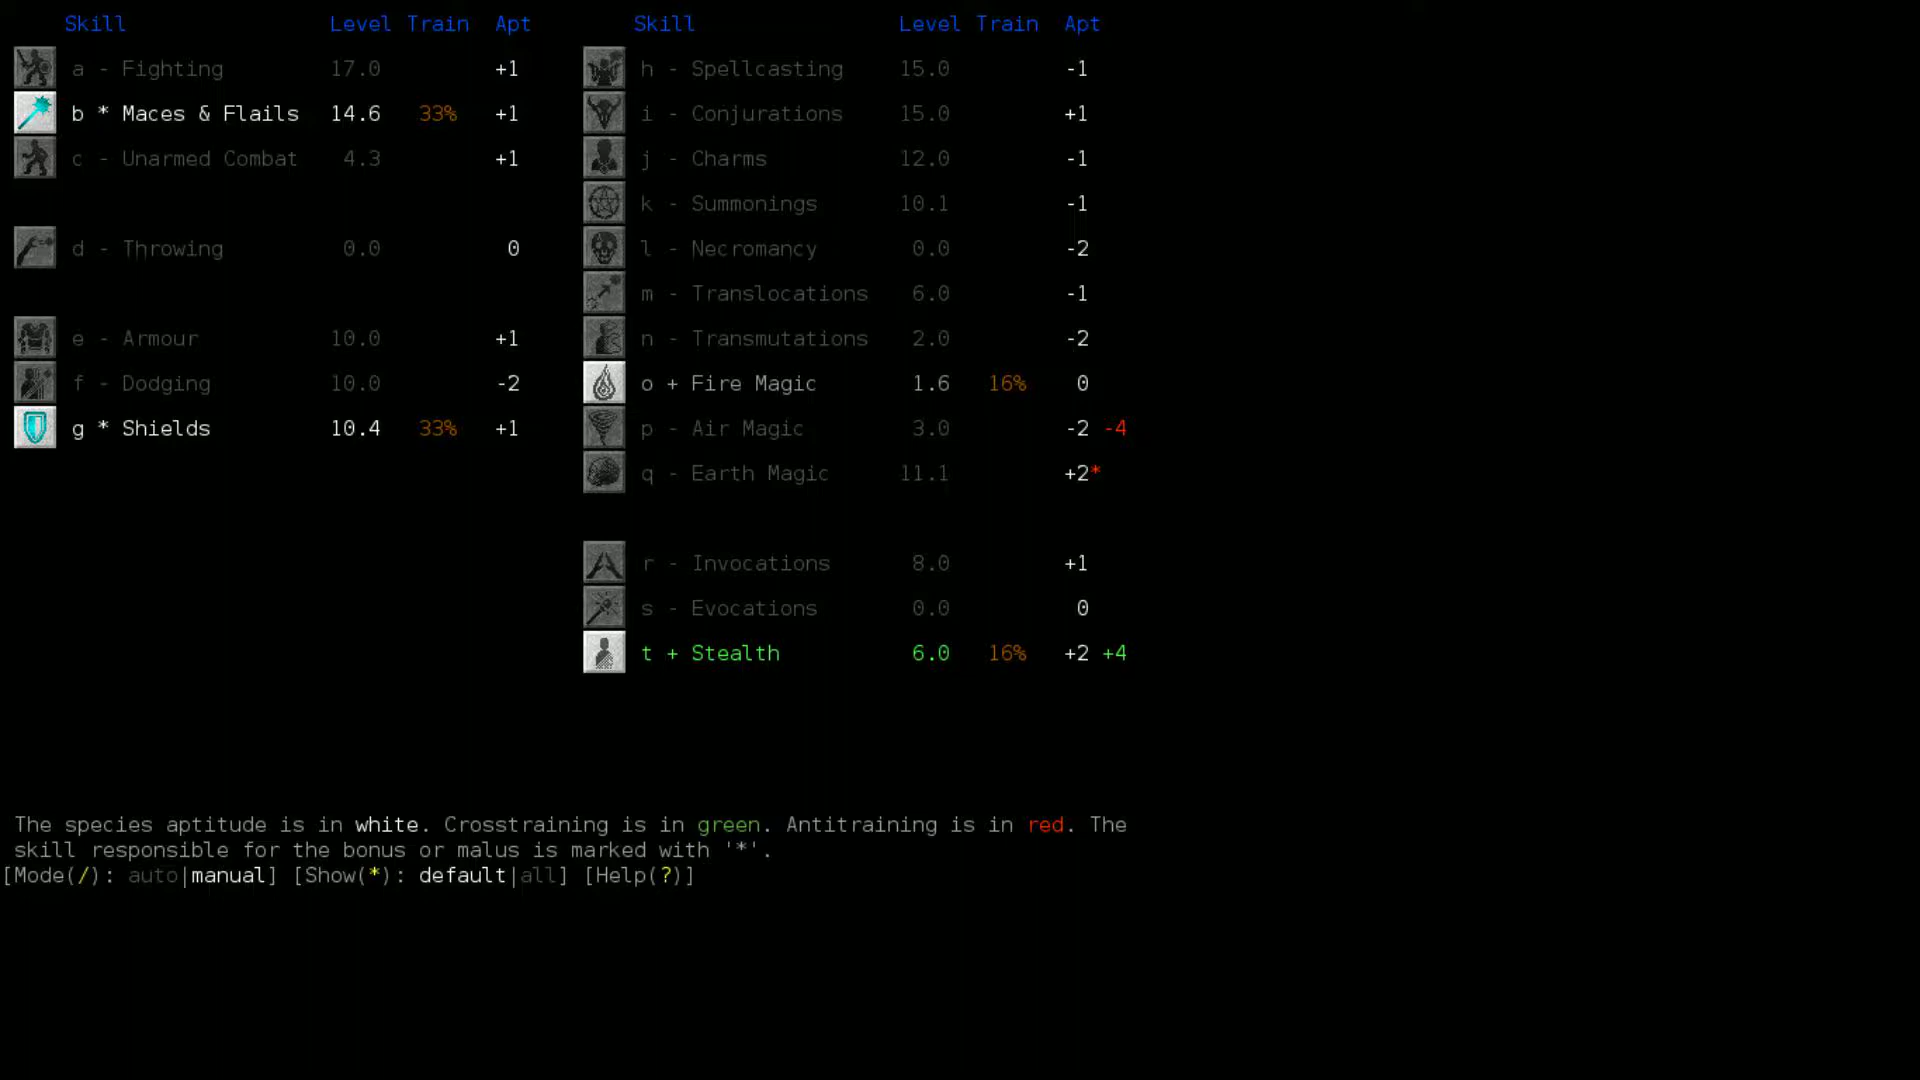 Skill Level Train Apt Skill Level Train Apt
a - Fighting 17.0 +1 h - Spellcasting 15.0 -1
b * Maces & Flails 14.6 33% +1 i - Conjurations 15.0 +1
c - Unarmed Combat 4.3 +1 j - Charms 12.0 -1
k - Summonings 10.1 -1
d - Throwing 0.0 0 l - Necromancy 0.0 -2
m - Translocations 6.0 -1
e - Armour 10.0 +1 n - Transmutations 2.0 -2
f - Dodging 10.0 -2 o + Fire Magic 1.6 16% 0
g * Shields 10.4 33% +1 p - Air Magic 3.0 -2 -4
q - Earth Magic 11.1 +2*
r - Invocations 8.0 +1
s - Evocations 0.0 0
t + Stealth 6.0 16% +2 +4
The species aptitude is in white. Crosstraining is in green. Antitraining is in red. The
skill responsible for the bonus or malus is marked with '*'.
[Mode(/): auto|manual] [Show(*): default|all] [Help(?)]